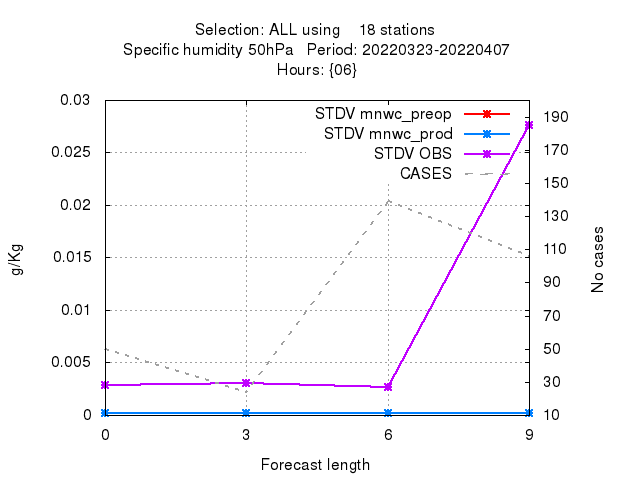 Selection: ALL using    18 stations
Specific humidity 50hPa   Period: 20220323-20220407
Hours: {06}
STDV mnwc_preop
STDV mnwc_prod
STDV OBS
CASES
0.03
0.025
0.02
0.015
0.01
0.005
0
g/Kg
190
170
150
130
110
90
70
50
30
10
No cases
0 3 6 9
Forecast length